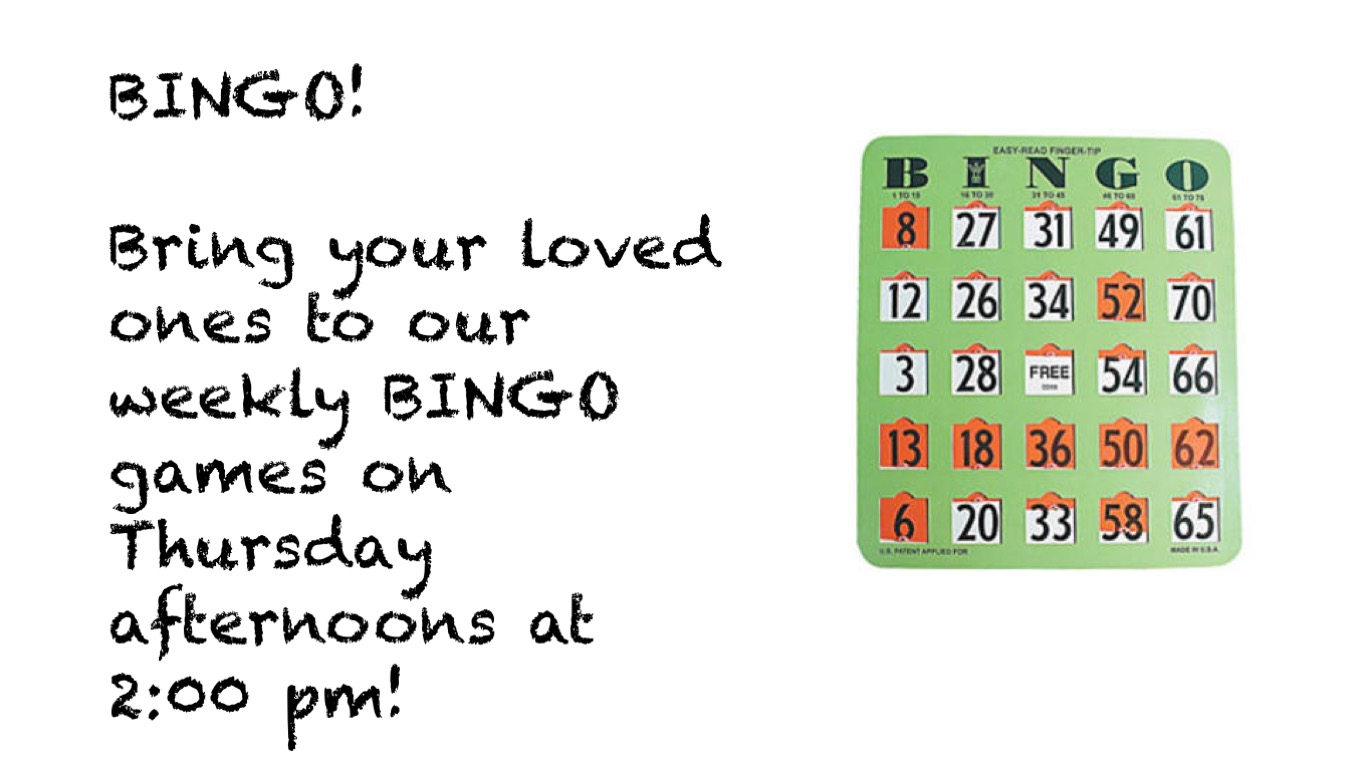 BINGO!
Bring your loved
ones to our
weekly BINGO
games on
Thursday
afternoons at
2:00 pm!
EASY-READ FINGER-TIP
B I N G O
1 TO 15 16 TO 30 31 TO 45 46 TO 60 61 TO 75
8 27 31 49 61
12 26 34 52 70
3 28 FREE 54 66
13 18 36 50 62
6 20 33 58 65
U.S. PATENT APPLIED FOR MADE IN U.S.A.